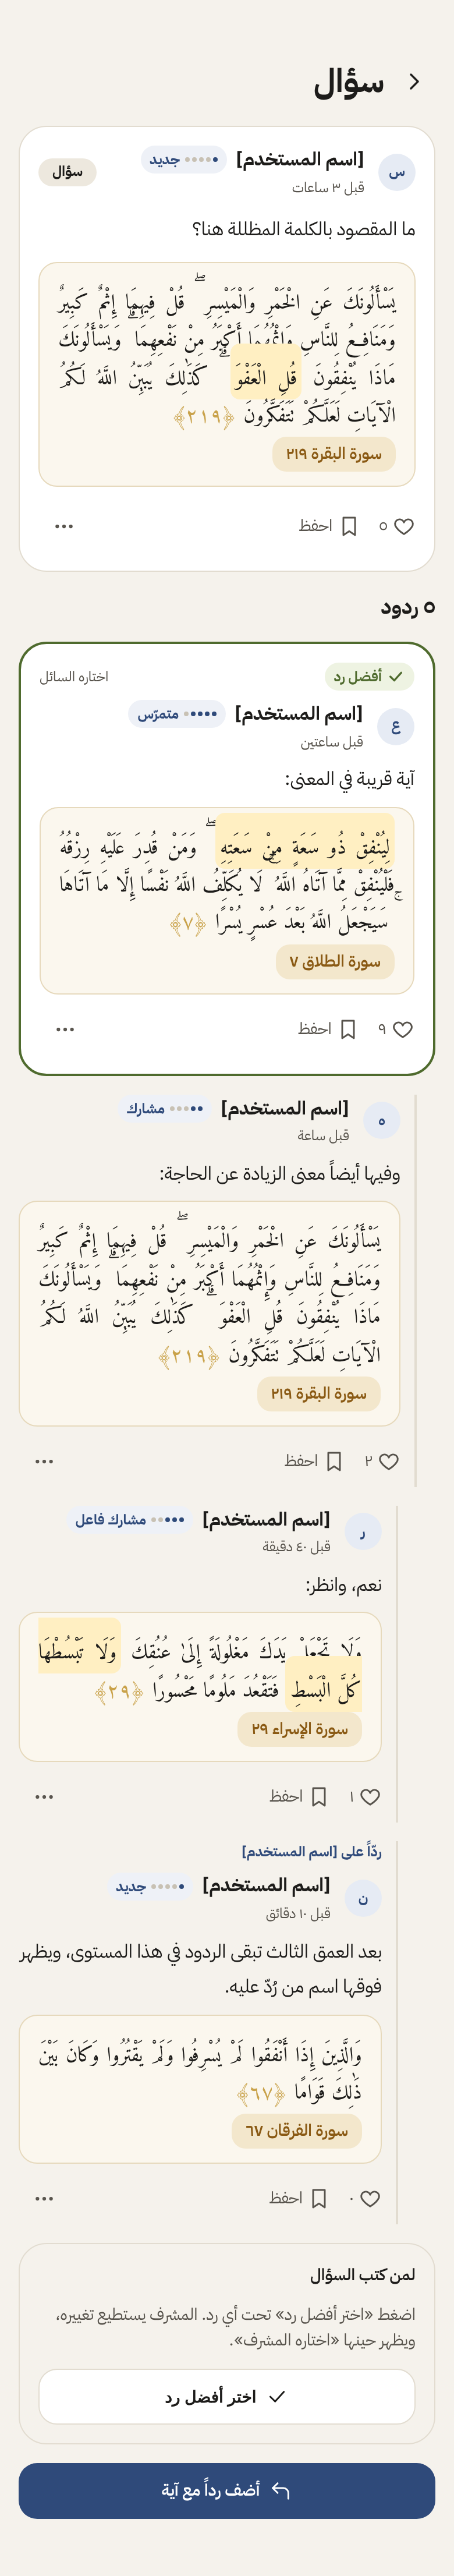 سؤال
س
[اسم المستخدم]
جديد
سؤال
قبل ٣ ساعات
ما المقصود بالكلمة المظللة هنا؟
يَسْأَلُونَكَ عَنِ الْخَمْرِ وَالْمَيْسِرِ ۖ قُلْ فِيهِمَا إِثْمٌ كَبِيرٌ
وَمَنَافِعُ لِلنَّاسِ وَإِثْمُهُمَا أَكْبَرُ مِنْ نَفْعِهِمَا ۗ وَيَسْأَلُونَكَ
مَاذَا يُنْفِقُونَ قُلِ الْعَفْوَ ۗ كَذَٰلِكَ يُبَيِّنُ اللَّهُ لَكُمُ
الْآيَاتِ لَعَلَّكُمْ تَتَفَكَّرُونَ ﴿٢١٩﴾
سورة البقرة ٢١٩
٥
احفظ
٥ ردود
أفضل رد
اختاره السائل
ع
[اسم المستخدم]
متمرّس
قبل ساعتين
آية قريبة في المعنى:
لِيُنْفِقْ ذُو سَعَةٍ مِنْ سَعَتِهِ ۖ وَمَنْ قُدِرَ عَلَيْهِ رِزْقُهُ
فَلْيُنْفِقْ مِمَّا آتَاهُ اللَّهُ ۚ لَا يُكَلِّفُ اللَّهُ نَفْسًا إِلَّا مَا آتَاهَا ۚ
سَيَجْعَلُ اللَّهُ بَعْدَ عُسْرٍ يُسْرًا ﴿٧﴾
سورة الطلاق ٧
٩
احفظ
ه
[اسم المستخدم]
مشارك
قبل ساعة
وفيها أيضاً معنى الزيادة عن الحاجة:
يَسْأَلُونَكَ عَنِ الْخَمْرِ وَالْمَيْسِرِ ۖ قُلْ فِيهِمَا إِثْمٌ كَبِيرٌ
وَمَنَافِعُ لِلنَّاسِ وَإِثْمُهُمَا أَكْبَرُ مِنْ نَفْعِهِمَا ۗ وَيَسْأَلُونَكَ
مَاذَا يُنْفِقُونَ قُلِ الْعَفْوَ ۗ كَذَٰلِكَ يُبَيِّنُ اللَّهُ لَكُمُ
الْآيَاتِ لَعَلَّكُمْ تَتَفَكَّرُونَ ﴿٢١٩﴾
سورة البقرة ٢١٩
٢
احفظ
ر
[اسم المستخدم]
مشارك فاعل
قبل ٤٠ دقيقة
نعم، وانظر:
وَلَا تَجْعَلْ يَدَكَ مَغْلُولَةً إِلَىٰ عُنُقِكَ وَلَا تَبْسُطْهَا
كُلَّ الْبَسْطِ فَتَقْعُدَ مَلُومًا مَحْسُورًا ﴿٢٩﴾
سورة الإسراء ٢٩
١
احفظ
ردّاً على [اسم المستخدم]
ن
[اسم المستخدم]
جديد
قبل ١٠ دقائق
بعد العمق الثالث تبقى الردود في هذا المستوى، ويظهر
فوقها اسم من رُدّ عليه.
وَالَّذِينَ إِذَا أَنْفَقُوا لَمْ يُسْرِفُوا وَلَمْ يَقْتُرُوا وَكَانَ بَيْنَ
ذَٰلِكَ قَوَامًا ﴿٦٧﴾
سورة الفرقان ٦٧
٠
احفظ
لمن كتب السؤال
اضغط «اختر أفضل رد» تحت أي رد. المشرف يستطيع تغييره،
ويظهر حينها «اختاره المشرف».
اختر أفضل رد
أضف رداً مع آية